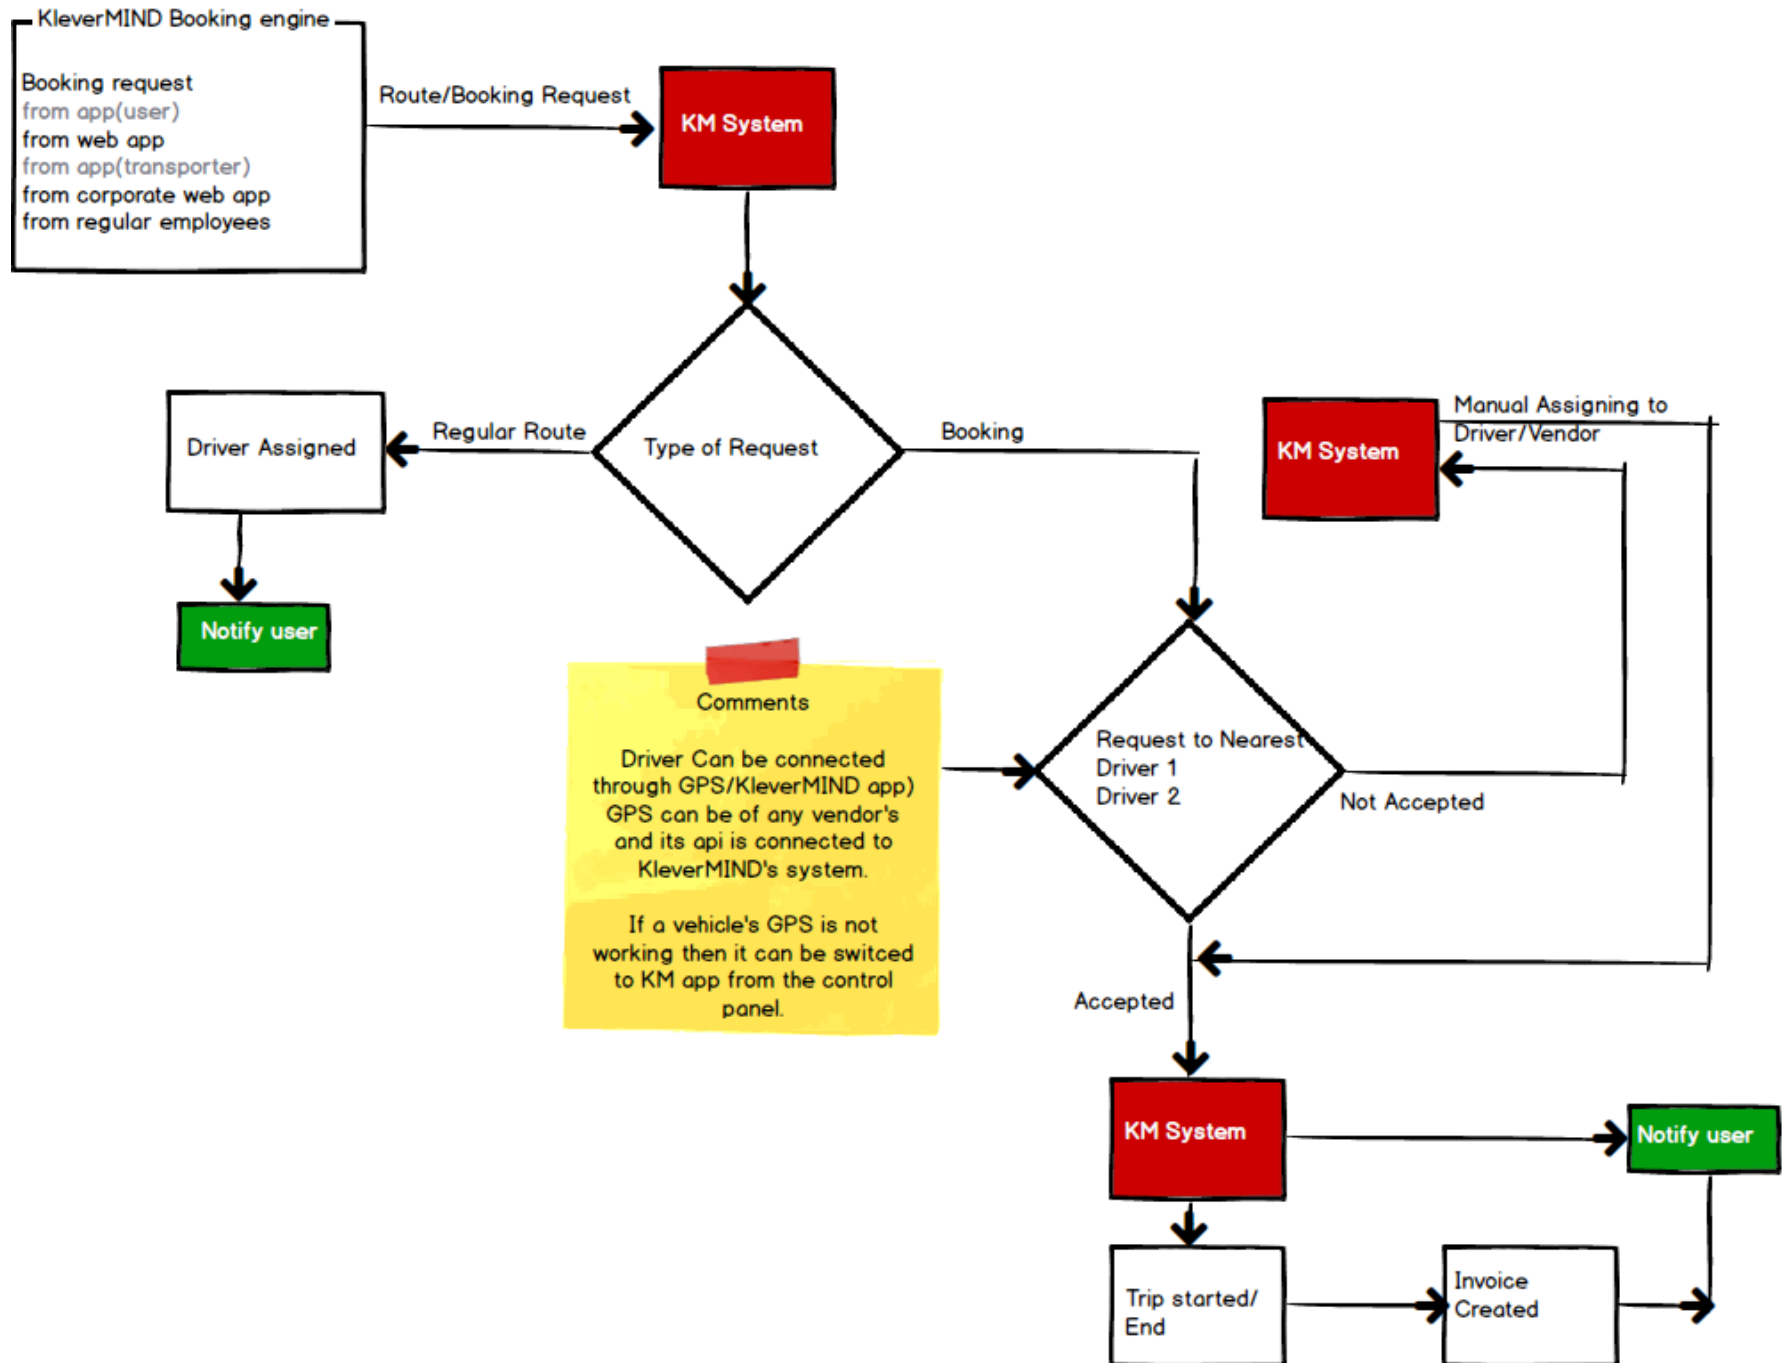 KleverMIND Booking engine
Booking request
from app(user)
from web app
from app(transporter)
from corporate web app
from regular employees
Route/Booking Request
KM System
Type of Request
Regular Route
Driver Assigned
Notify user
Booking
KM System
Manual Assigning to
Driver/Vendor
Comments
Driver Can be connected
through GPS/KleverMIND app)
GPS can be of any vendor's
and its api is connected to
KleverMIND's system.
If a vehicle's GPS is not
working then it can be switced
to KM app from the control
panel.
Request to Nearest
Driver 1
Driver 2
Not Accepted
Accepted
KM System
Notify user
Trip started/
End
Invoice
Created